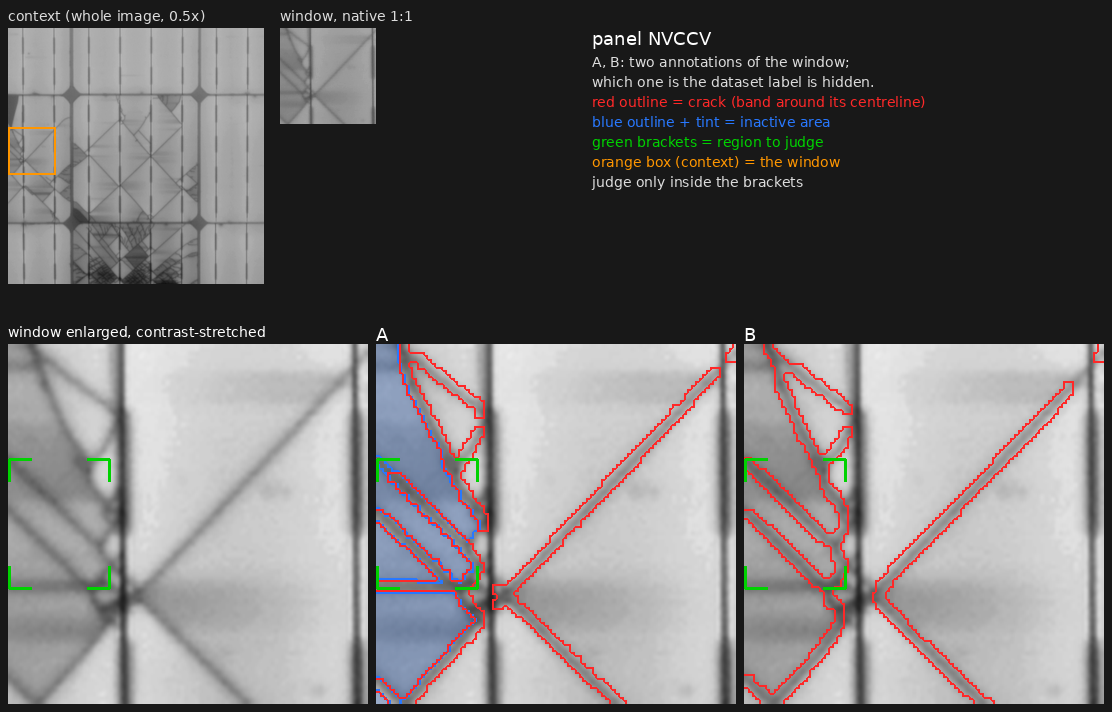 context (whole image, 0.5x)
window, native 1:1
panel NVCCV
A, B: two annotations of the window;
which one is the dataset label is hidden.
red outline = crack (band around its centreline)
blue outline + tint = inactive area
green brackets = region to judge
orange box (context) = the window
judge only inside the brackets
window enlarged, contrast-stretched
A
B